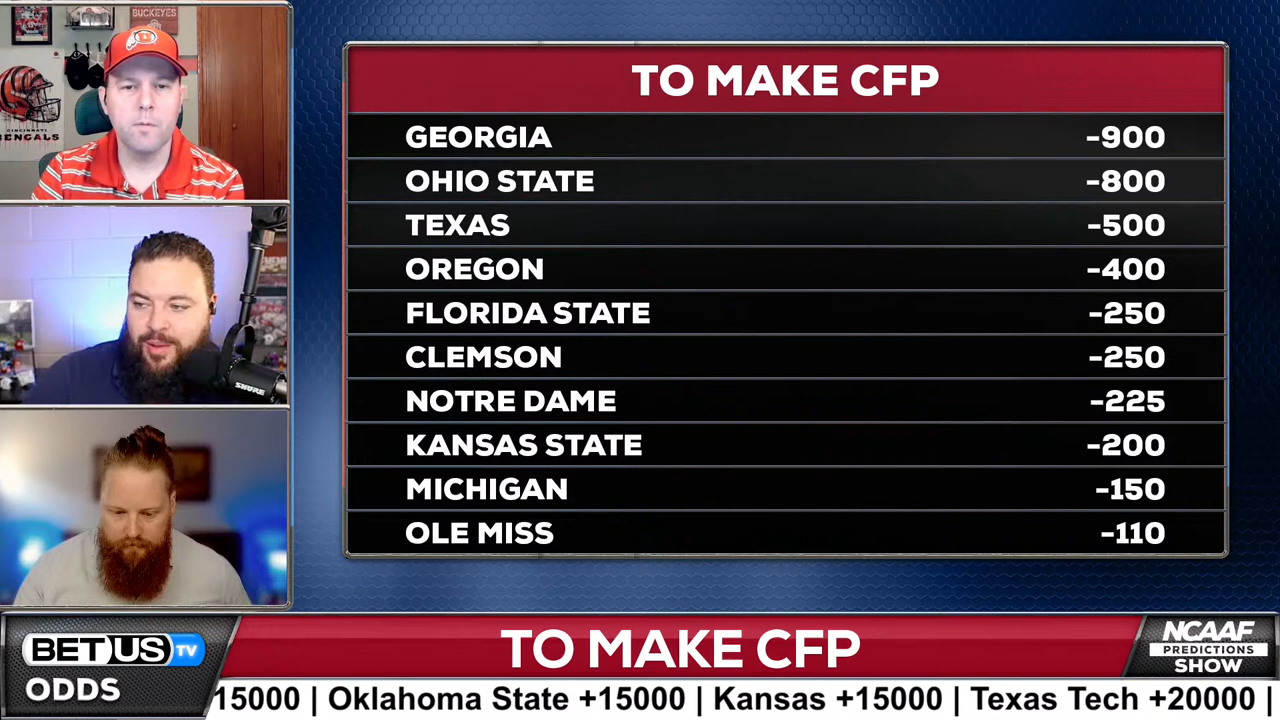 BUCKEYES
CINCINNATI
BENGALS
SHURE
TO MAKE CFP
GEORGIA -900
OHIO STATE -800
TEXAS -500
OREGON -400
FLORIDA STATE -250
CLEMSON -250
NOTRE DAME -225
KANSAS STATE -200
MICHIGAN -150
OLE MISS -110
BETUS TV
ODDS
TO MAKE CFP
NCAAF
PREDICTIONS
SHOW
15000 | Oklahoma State +15000 | Kansas +15000 | Texas Tech +20000 |